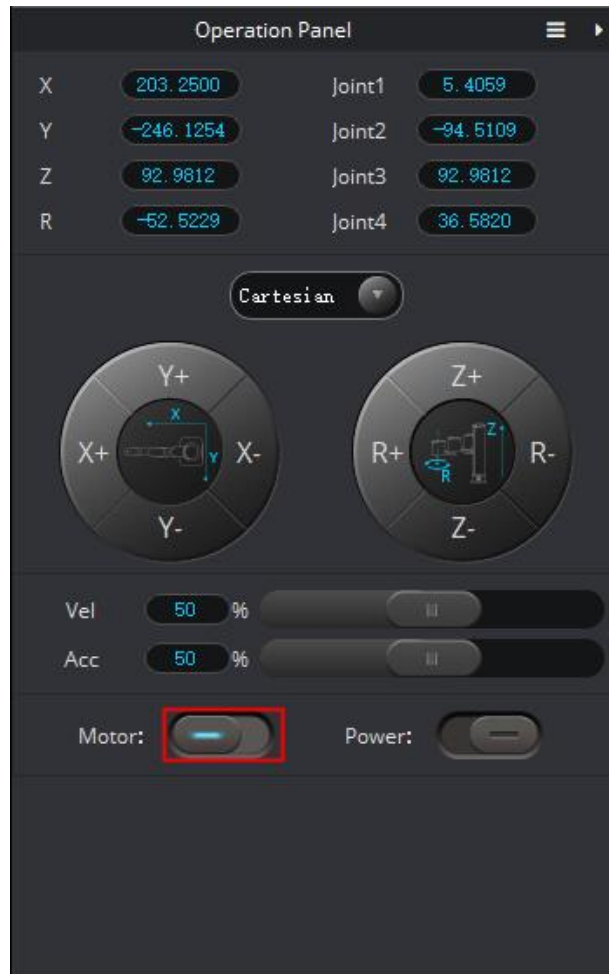 Operation Panel
X 203.2500 Joint1 5.4059
Y -246.1254 Joint2 -94.5109
Z 92.9812 Joint3 92.9812
R -52.5229 Joint4 36.5820
Cartesian
Y+ Z+
X
X+ X- R+ Z R-
Y R
Y- Z-
Vel 50 %
Acc 50 %
Motor: Power: